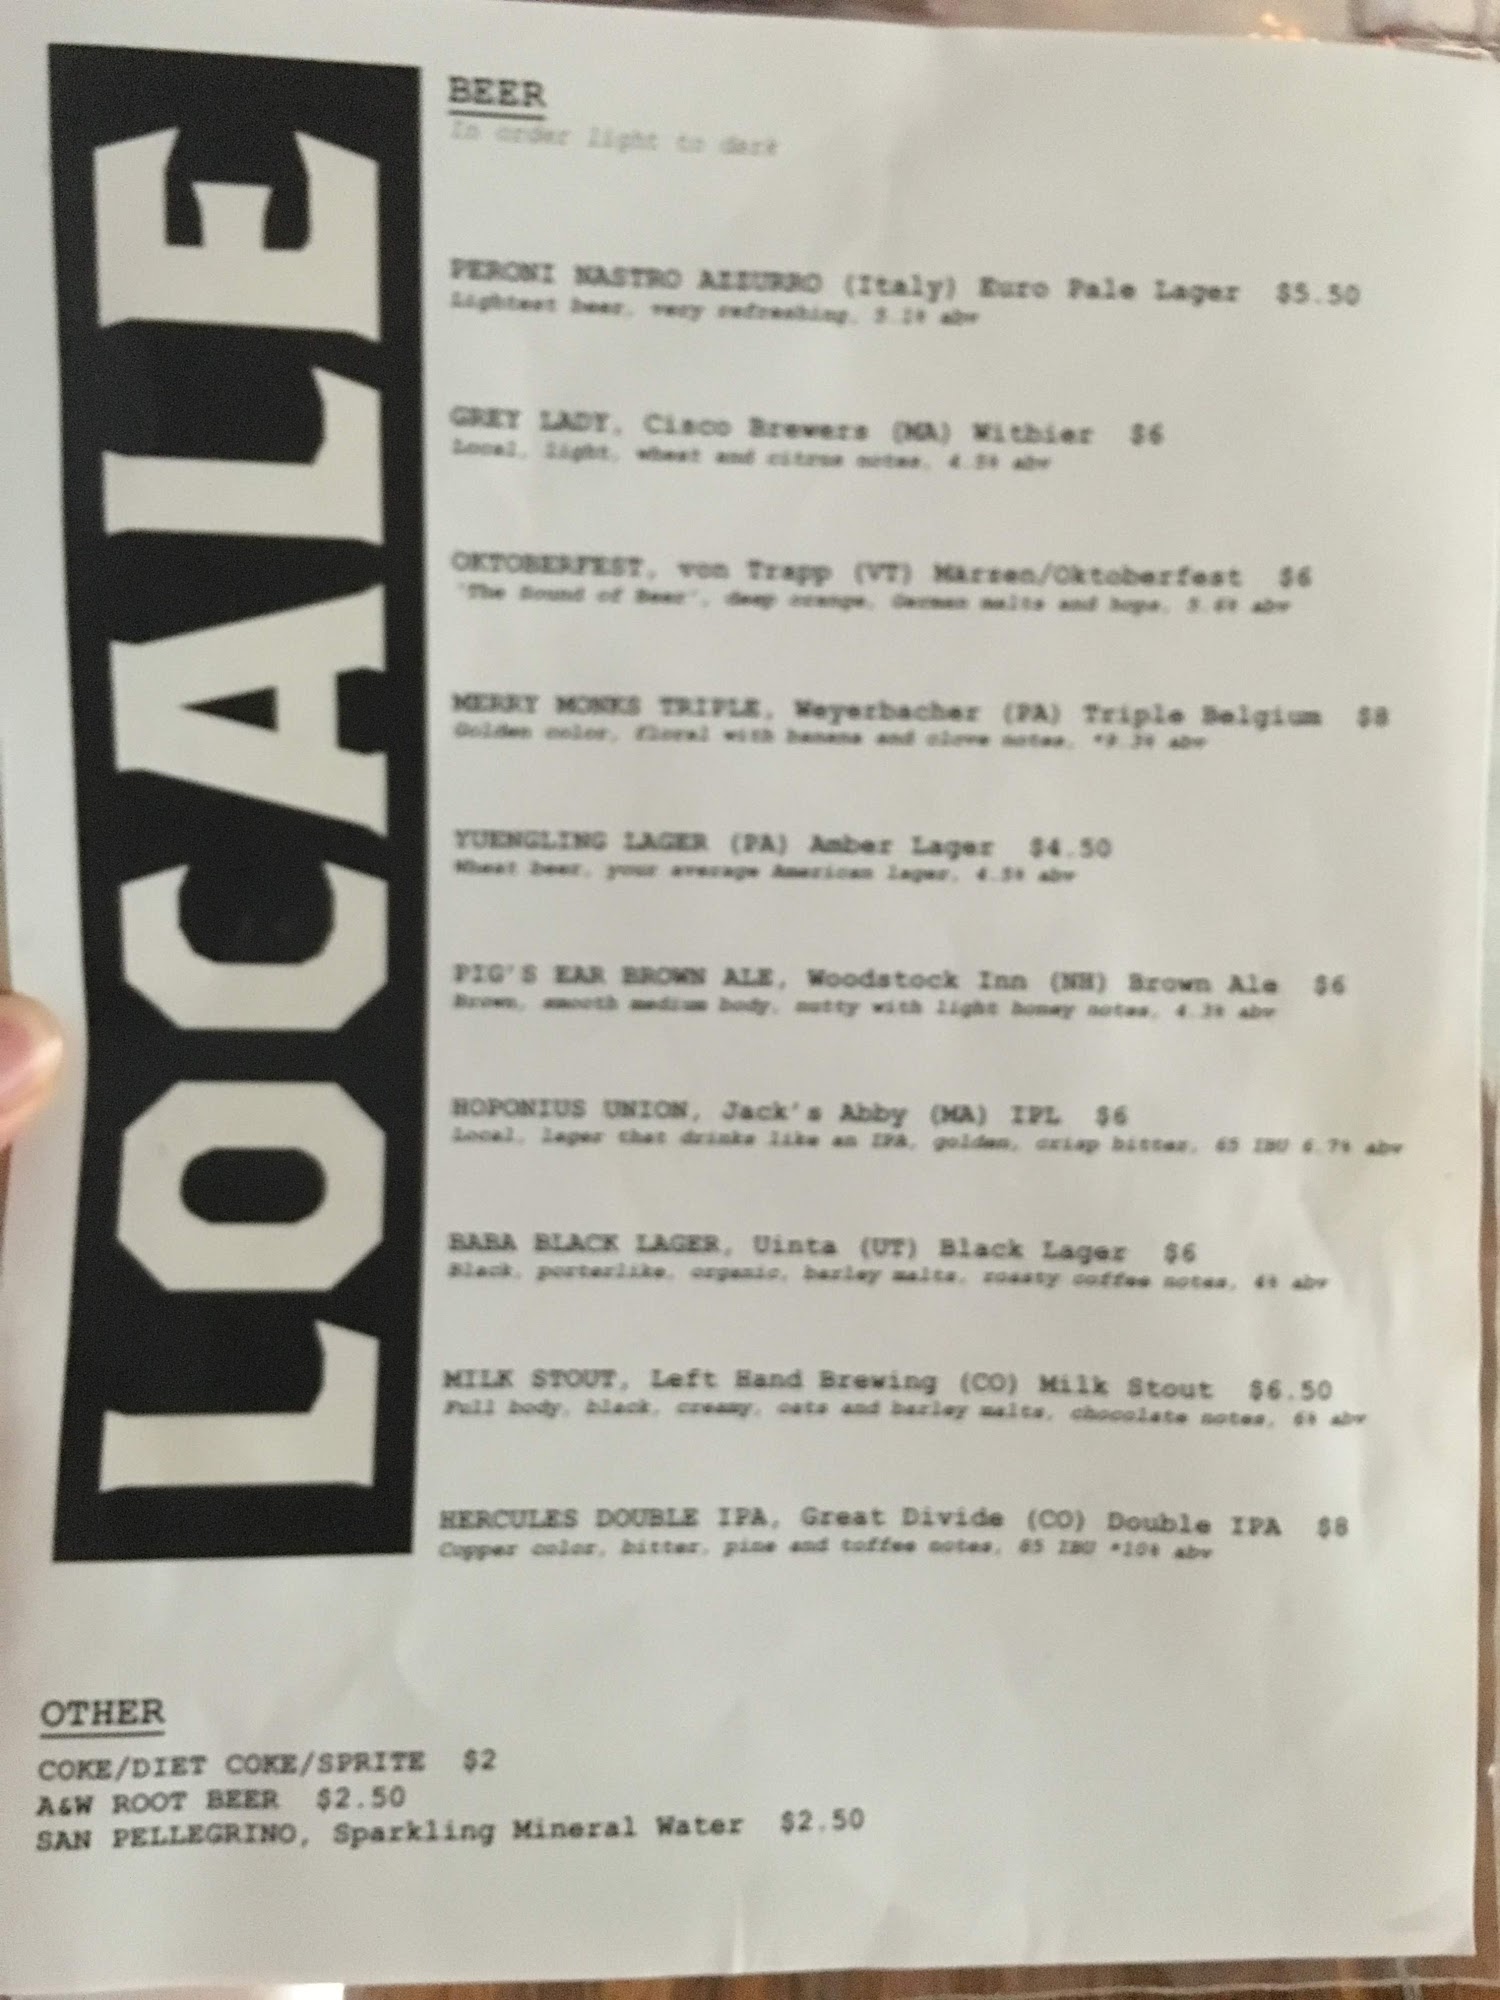 LOCALE
BEER
In order light to dark
PERONI NASTRO AZZURRO (Italy) Euro Pale Lager $5.50
Lightest beer, very refreshing, 5.1% abv
GREY LADY, Cisco Brewers (MA) Witbier $6
Local, light, wheat and citrus notes, 4.5% abv
OKTOBERFEST, von Trapp (VT) Märzen/Oktoberfest $6
'The Sound of Beer', deep orange, German malts and hops, 5.6% abv
MERRY MONKS TRIPLE, Weyerbacher (PA) Triple Belgium $8
Golden color, floral with banana and clove notes, *9.3% abv
YUENGLING LAGER (PA) Amber Lager $4.50
Wheat beer, your average American lager, 4.5% abv
PIG'S EAR BROWN ALE, Woodstock Inn (NH) Brown Ale $6
Brown, smooth medium body, nutty with light honey notes, 4.3% abv
HOPONIUS UNION, Jack's Abby (MA) IPL $6
Local, lager that drinks like an IPA, golden, crisp bitter, 65 IBU 6.7% abv
BABA BLACK LAGER, Uinta (UT) Black Lager $6
Black, porterlike, organic, barley malts, roasty coffee notes, 4% abv
MILK STOUT, Left Hand Brewing (CO) Milk Stout $6.50
Full body, black, creamy, oats and barley malts, chocolate notes, 6% abv
HERCULES DOUBLE IPA, Great Divide (CO) Double IPA $8
Copper color, bitter, pine and toffee notes, 85 IBU *10% abv
OTHER
COKE/DIET COKE/SPRITE $2
A&W ROOT BEER $2.50
SAN PELLEGRINO, Sparkling Mineral Water $2.50